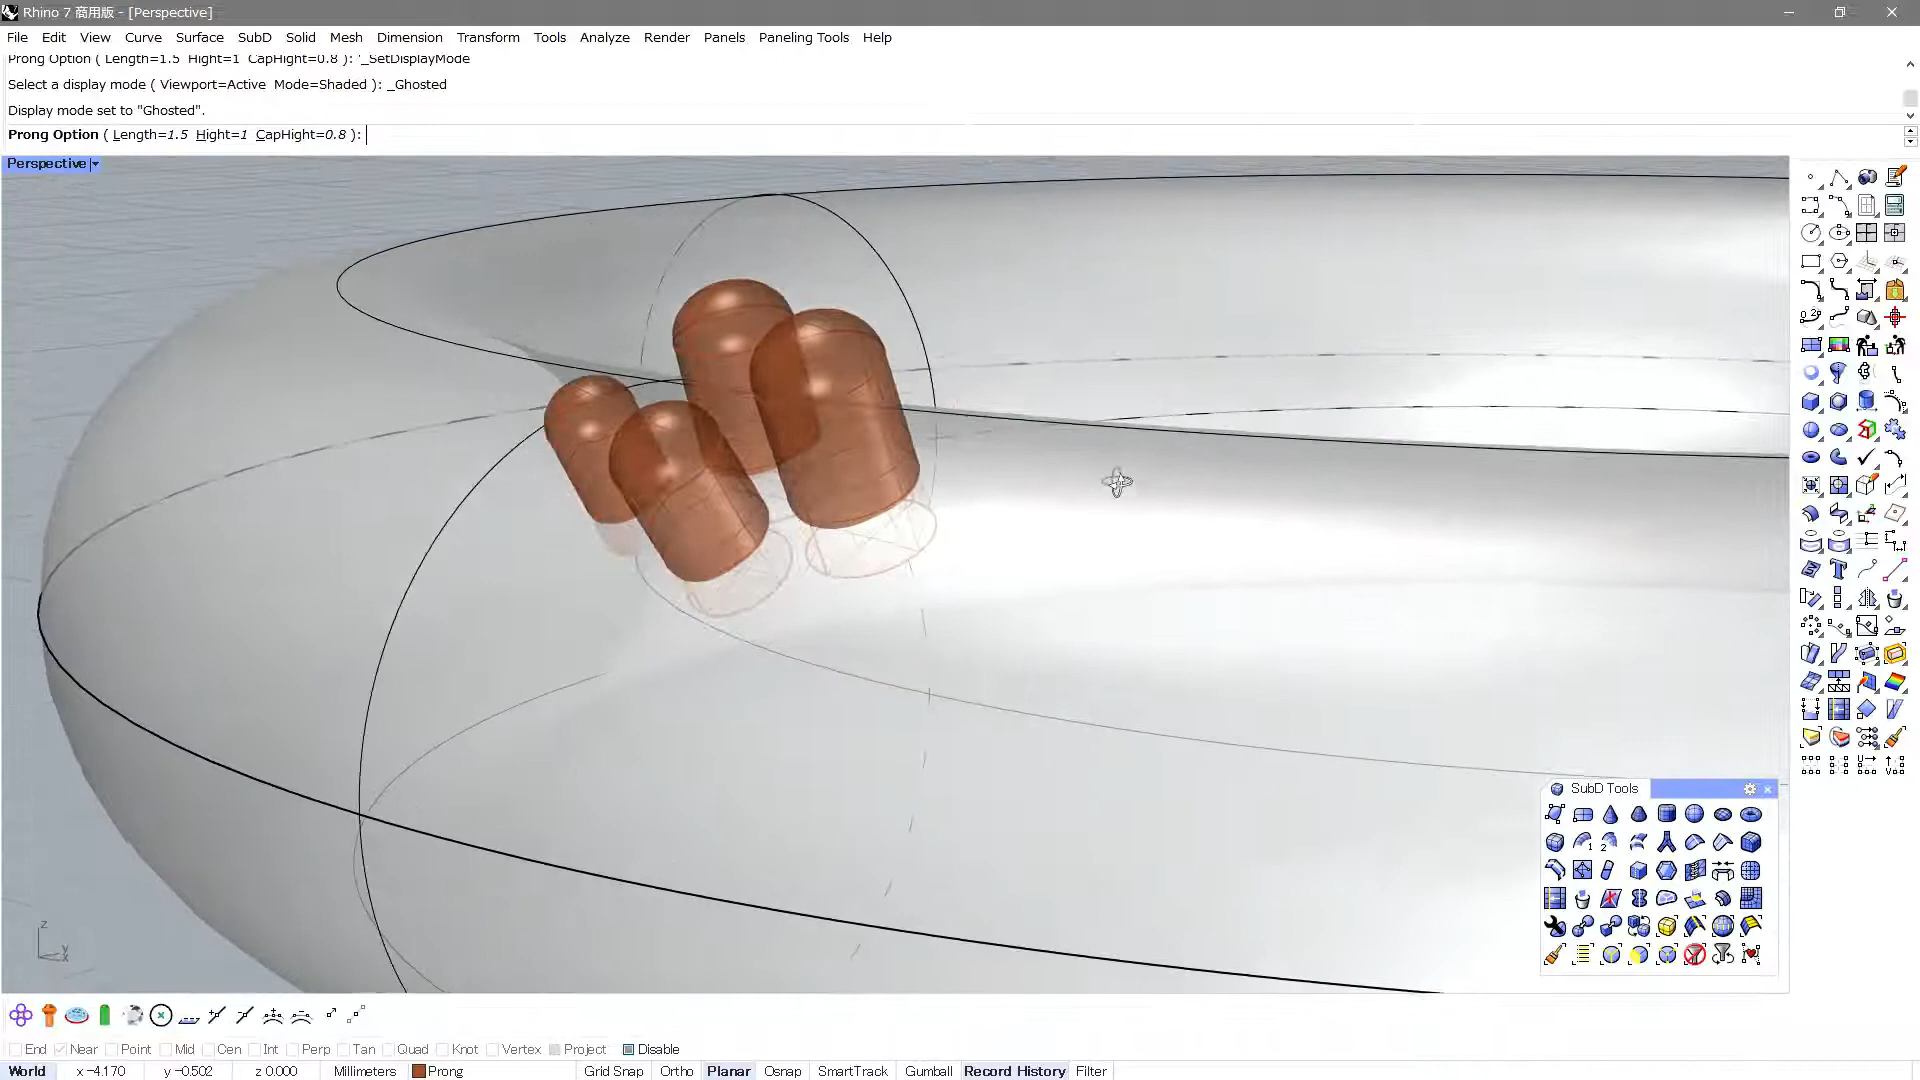 Rhino 7 商用版 - [Perspective]
File Edit View Curve Surface SubD Solid Mesh Dimension Transform Tools Analyze Render Panels Paneling Tools Help
Prong Option ( Length=1.5 Hight=1 CapHight=0.8 ): '_SetDisplayMode
Select a display mode ( Viewport=Active Mode=Shaded ): _Ghosted
Display mode set to "Ghosted".
Prong Option ( Length=1.5 Hight=1 CapHight=0.8 ):
Perspective
SubD Tools
z
y
x
End Near Point Mid Cen Int Perp Tan Quad Knot Vertex Project Disable
World x -4.170 y -0.502 z 0.000 Millimeters Prong Grid Snap Ortho Planar Osnap SmartTrack Gumball Record History Filter